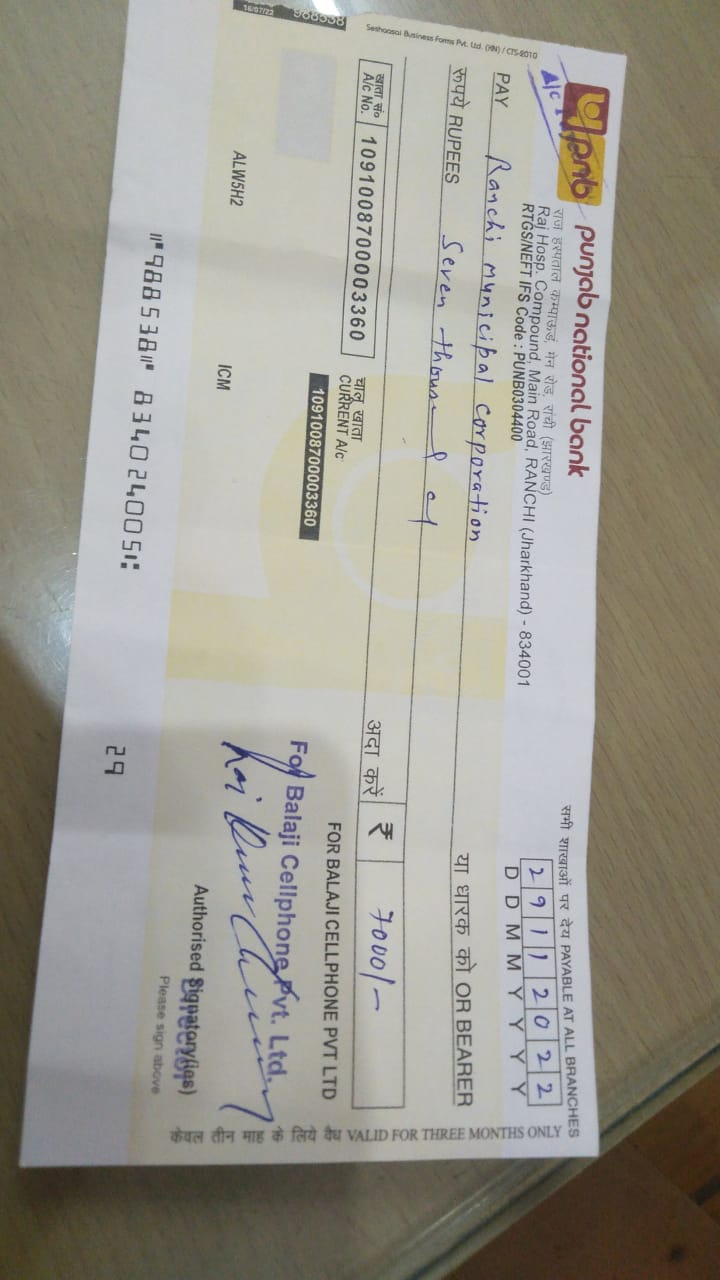 16/07/22 988538
Seshaasai Business Forms Pvt. Ltd. (KN) / CTS-2010
A/c
pnb punjab national bank
राज हस्पताल कम्पाऊंड, मेन रोड, रांची (झारखण्ड)
Raj Hosp. Compound, Main Road, RANCHI (Jharkhand) - 834001
RTGS/NEFT IFS Code : PUNB0304400
सभी शाखाओं पर देय PAYABLE AT ALL BRANCHES
2 9 1 1 2 0 2 2
D D M M Y Y Y Y
PAY Ranchi municipal corporation
या धारक को OR BEARER
रूपये RUPEES Seven thousand
अदा करें ₹ 7000/-
खाता सं० A/c No. 1091008700003360
चालू खाता
CURRENT A/c
1091008700003360
FOR BALAJI CELLPHONE PVT LTD
For Balaji Cellphone Pvt. Ltd.
ALW5H2 ICM
Director
Authorised Signatory(ies)
Please sign above
केवल तीन माह के लिये वैध VALID FOR THREE MONTHS ONLY
⑈988538⑈ 834024005⑆ 29